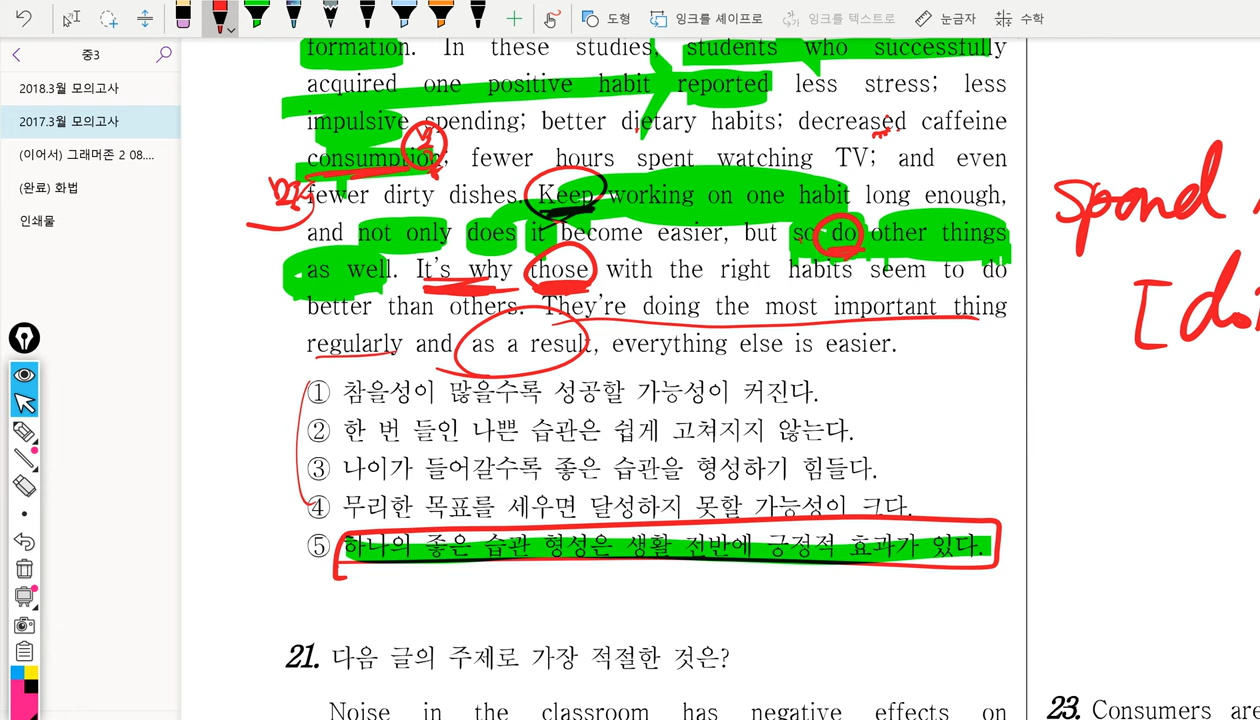 도형 잉크를 셰이프로 잉크를 텍스트로 눈금자 수학
중3
2018.3월 모의고사
2017.3월 모의고사
(이어서) 그래머존 2 08....
(완료) 화법
인쇄물
formation. In these studies, students who successfully
acquired one positive habit reported less stress; less
impulsive spending; better dietary habits; decreased caffeine
consumption; fewer hours spent watching TV; and even
fewer dirty dishes. Keep working on one habit long enough,
and not only does it become easier, but so do other things
as well. It's why those with the right habits seem to do
better than others. They're doing the most important thing
regularly and as a result, everything else is easier.
① 참을성이 많을수록 성공할 가능성이 커진다.
② 한 번 들인 나쁜 습관은 쉽게 고쳐지지 않는다.
③ 나이가 들어갈수록 좋은 습관을 형성하기 힘들다.
④ 무리한 목표를 세우면 달성하지 못할 가능성이 크다.
⑤ 하나의 좋은 습관 형성은 생활 전반에 긍정적 효과가 있다.
21. 다음 글의 주제로 가장 적절한 것은?
Noise in the classroom has negative effects on
spend
[do
23. Consumers are